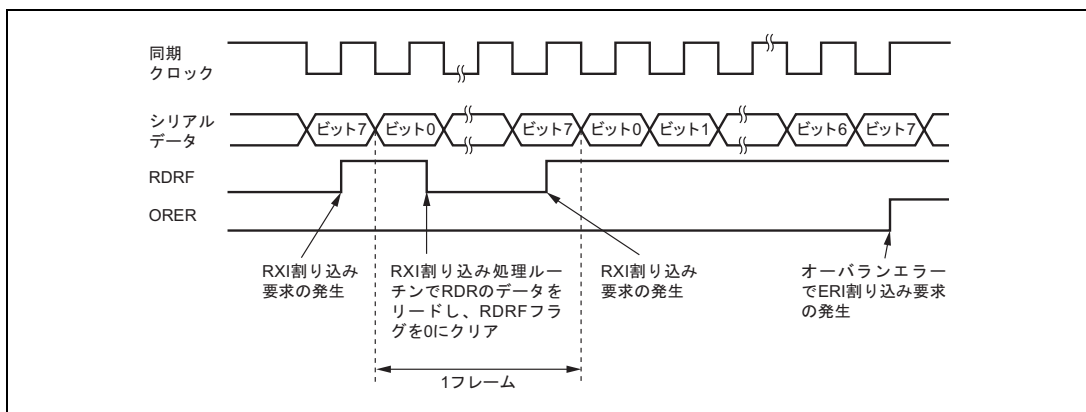 同期
クロック
シリアル
データ
ビット7
ビット0
ビット7
ビット0
ビット1
ビット6
ビット7
RDRF
ORER
RXI割り込み
要求の発生
RXI割り込み処理ルー
チンでRDRのデータを
リードし、RDRFフラ
グを0にクリア
RXI割り込み
要求の発生
オーバランエラー
でERI割り込み要求
の発生
1フレーム